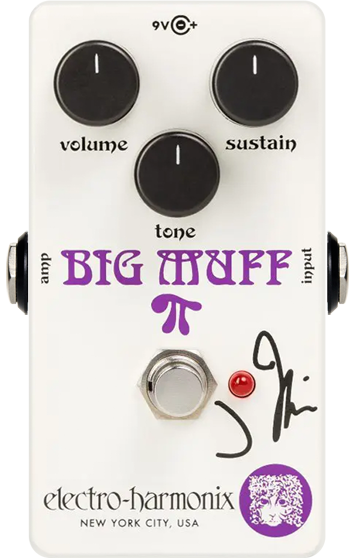 9V +
volume
sustain
tone
amp
BIG MUFF
input
π
electro-harmonix
NEW YORK CITY, USA